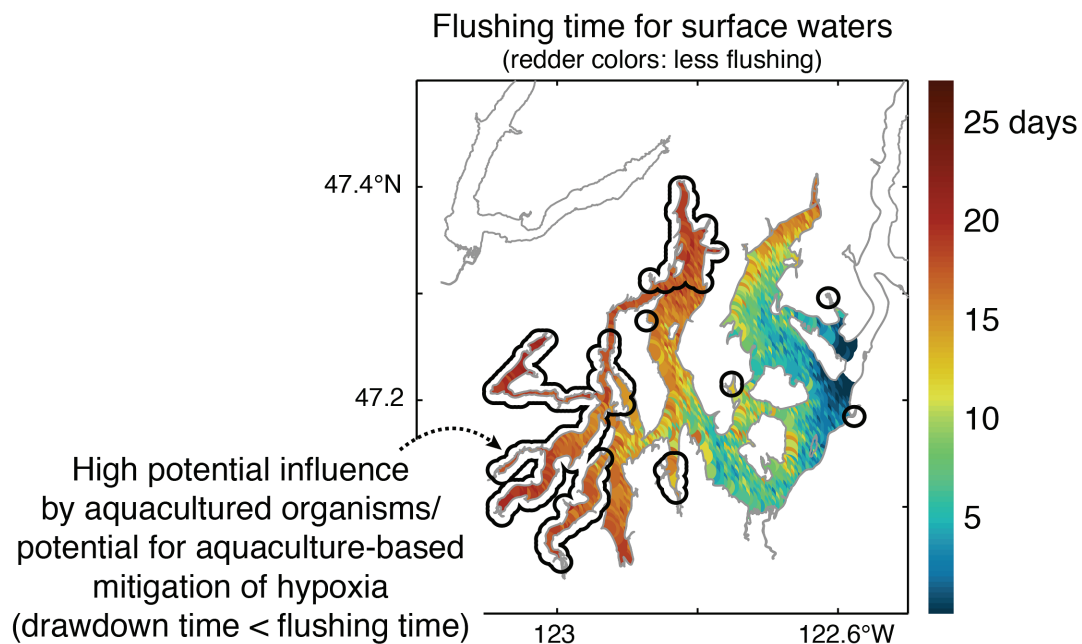 Flushing time for surface waters
(redder colors: less flushing)
25 days
47.4°N
20
15
47.2
10
High potential influence
by aquacultured organisms/
potential for aquaculture-based
mitigation of hypoxia
(drawdown time < flushing time)
5
123
122.6°W